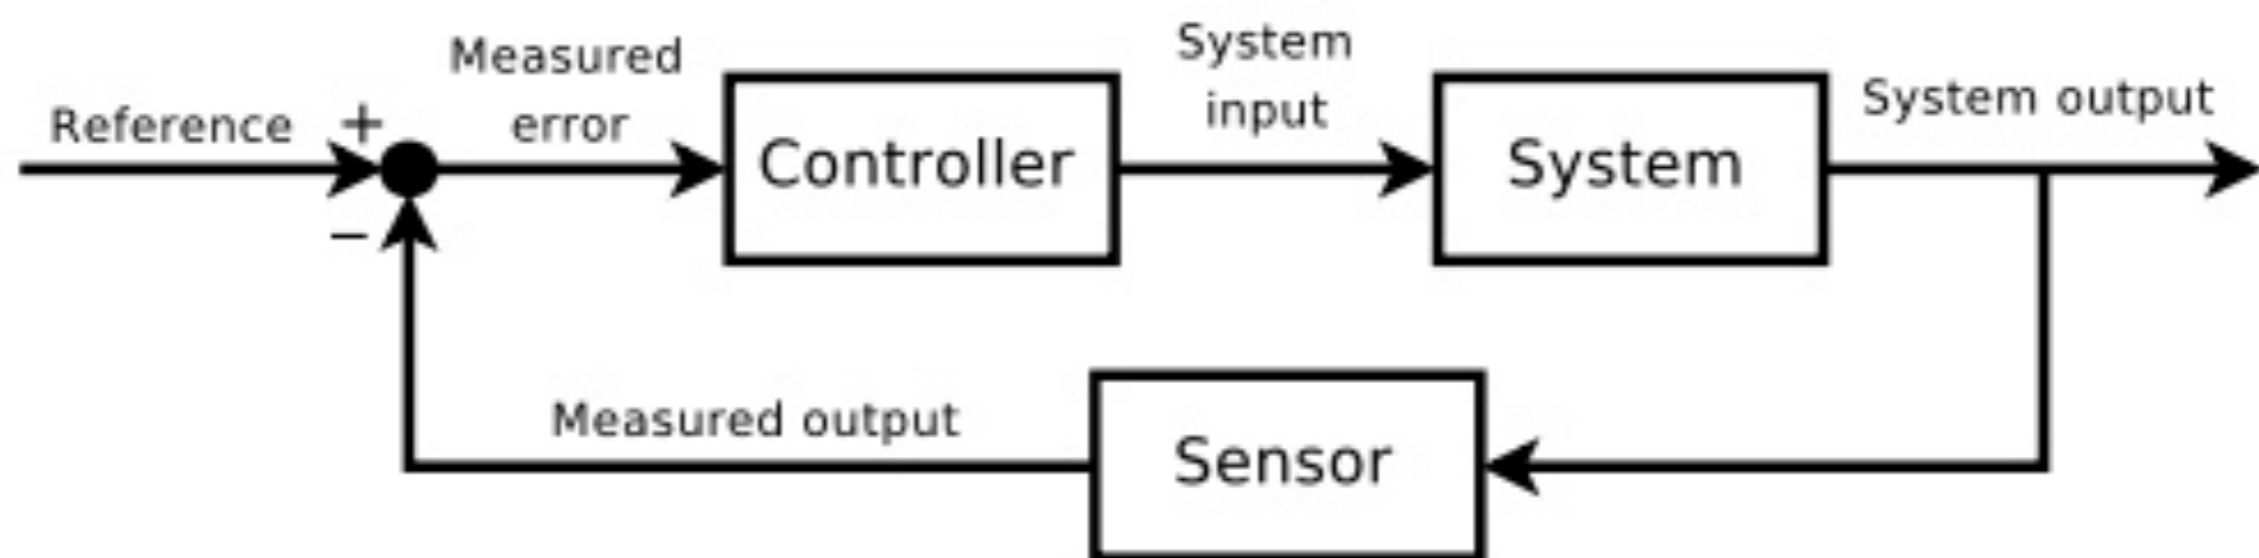 Reference
+
−
Measured
error
Controller
System
input
System
System output
Measured output
Sensor